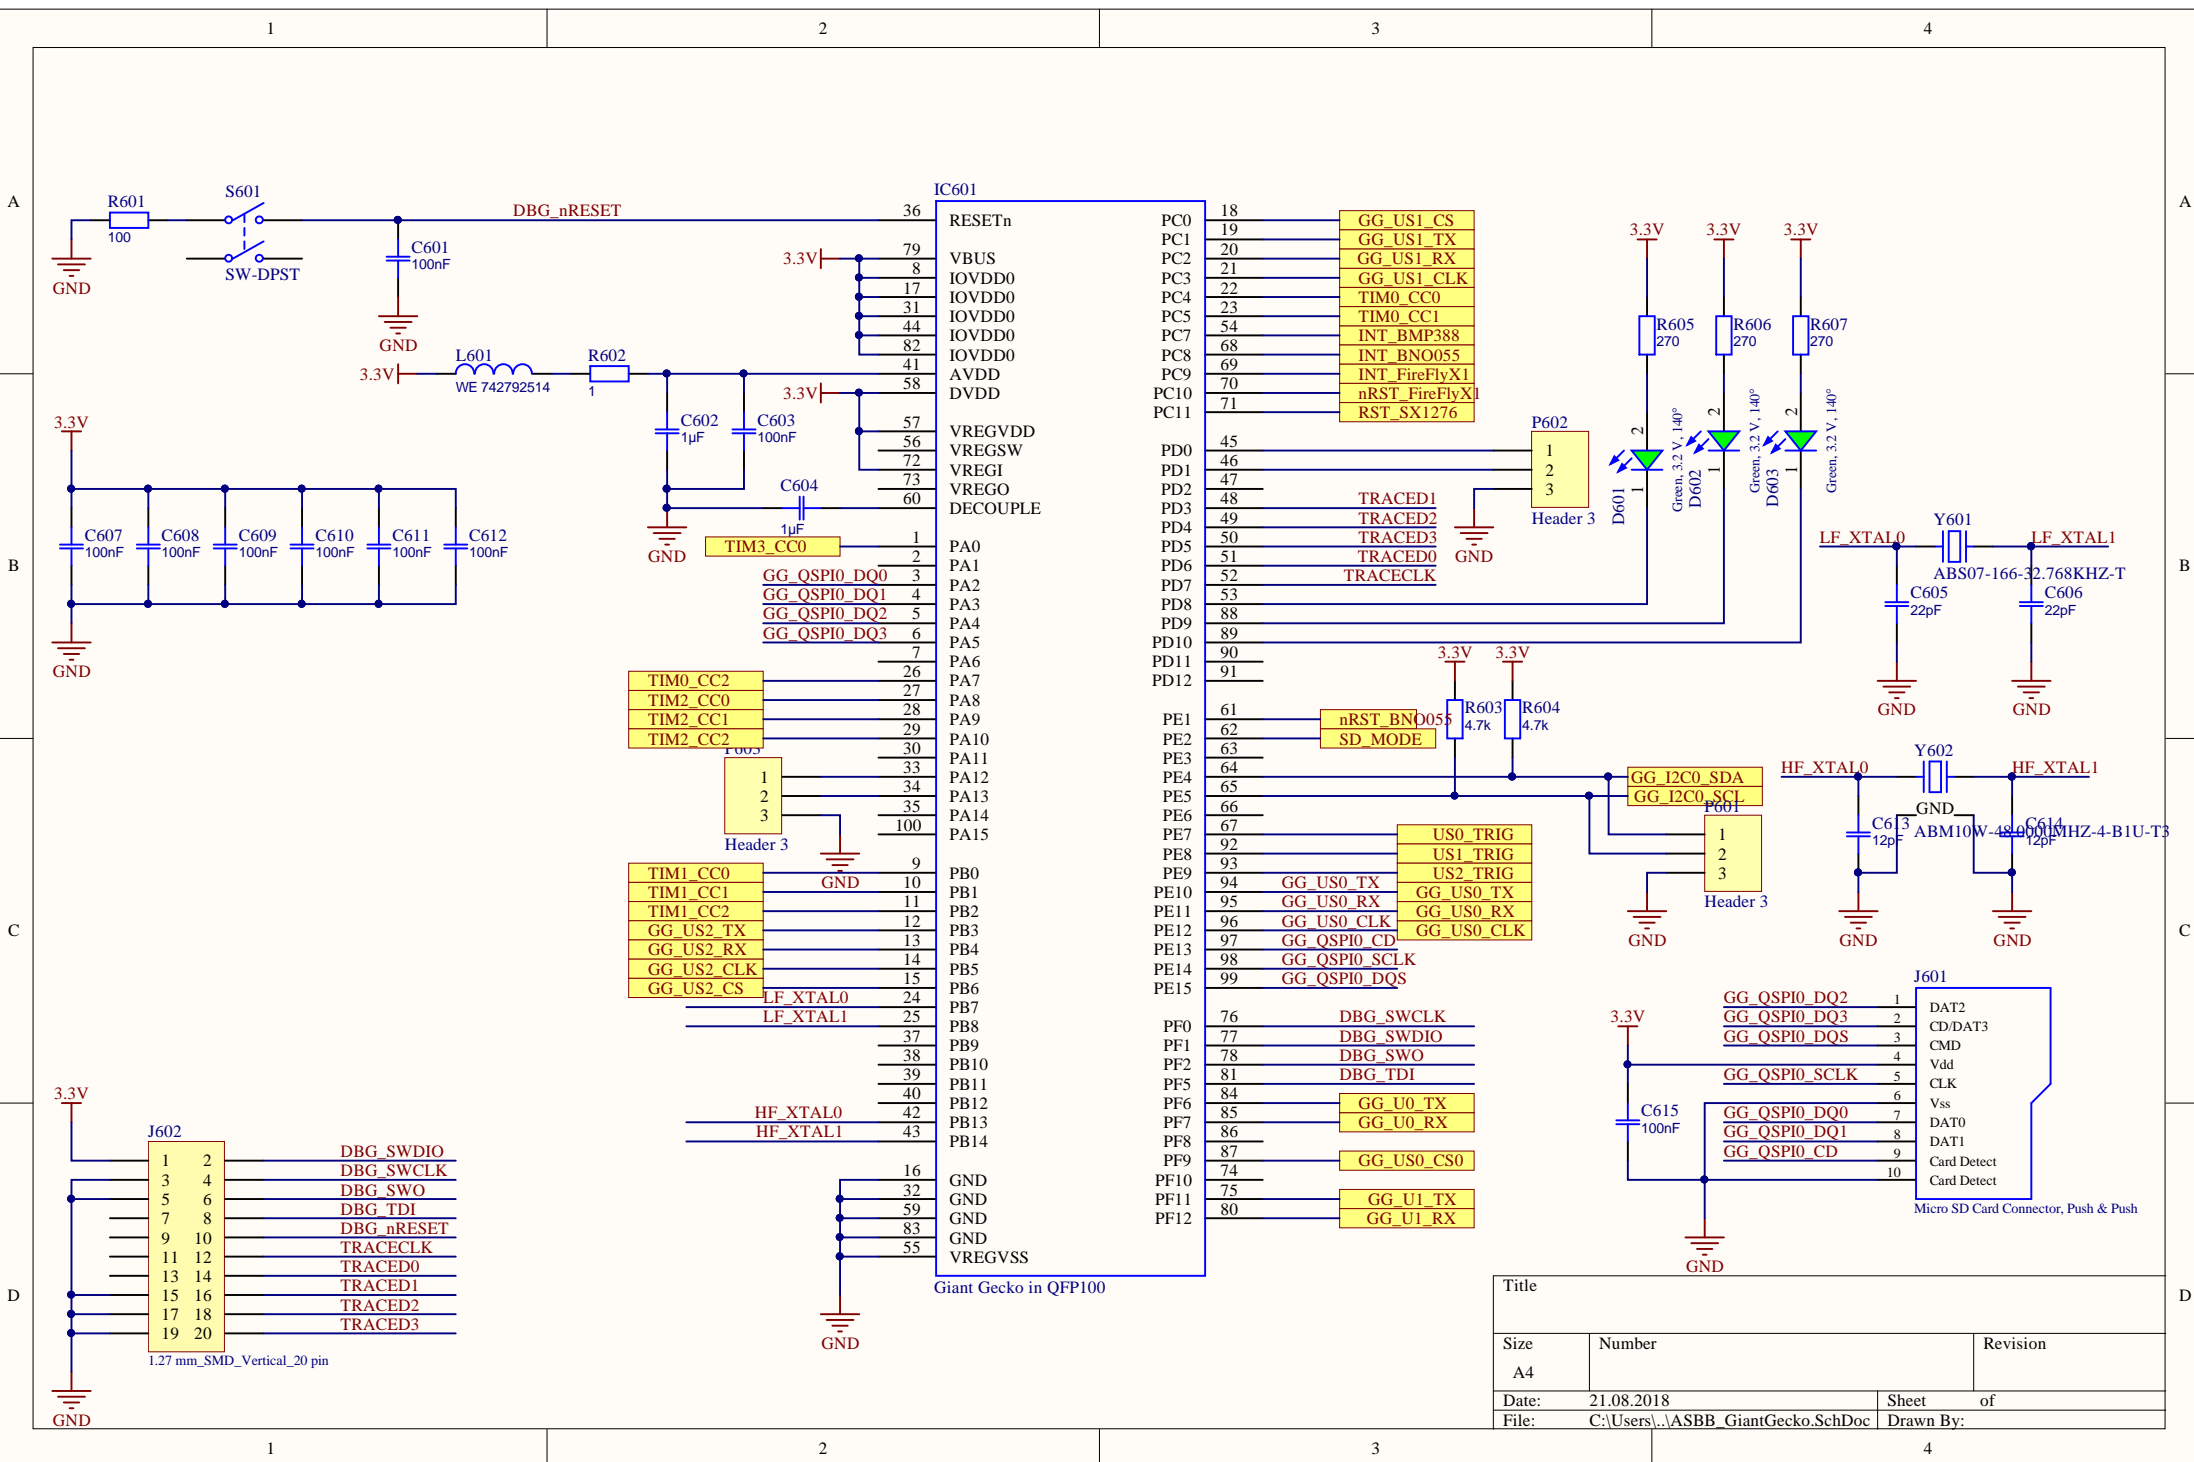 1 2 3 4
A A
B B
C C
D D
R601
100
GND
S601
SW-DPST
DBG_nRESET
C601
100nF
GND
3.3V
L601
WE 742792514
R602
1
3.3V
3.3V
C602
1µF
C603
100nF
C604
1µF
GND
3.3V
C607
100nF
C608
100nF
C609
100nF
C610
100nF
C611
100nF
C612
100nF
GND
IC601
36 RESETn
79 VBUS
8 IOVDD0
17 IOVDD0
31 IOVDD0
44 IOVDD0
82 IOVDD0
41 AVDD
58 DVDD
57 VREGVDD
56 VREGSW
72 VREGI
73 VREGO
60 DECOUPLE
TIM3_CC0 1 PA0
2 PA1
GG_QSPI0_DQ0 3 PA2
GG_QSPI0_DQ1 4 PA3
GG_QSPI0_DQ2 5 PA4
GG_QSPI0_DQ3 6 PA5
7 PA6
TIM0_CC2 26 PA7
TIM2_CC0 27 PA8
TIM2_CC1 28 PA9
TIM2_CC2 29 PA10
30 PA11
33 PA12
34 PA13
35 PA14
100 PA15
1
2
3
Header 3
GND
TIM1_CC0 9 PB0
TIM1_CC1 10 PB1
TIM1_CC2 11 PB2
GG_US2_TX 12 PB3
GG_US2_RX 13 PB4
GG_US2_CLK 14 PB5
GG_US2_CS 15 PB6
LF_XTAL0 24 PB7
LF_XTAL1 25 PB8
37 PB9
38 PB10
39 PB11
40 PB12
HF_XTAL0 42 PB13
HF_XTAL1 43 PB14
16 GND
32 GND
59 GND
83 GND
55 VREGVSS
GND
Giant Gecko in QFP100
PC0 18 GG_US1_CS
PC1 19 GG_US1_TX
PC2 20 GG_US1_RX
PC3 21 GG_US1_CLK
PC4 22 TIM0_CC0
PC5 23 TIM0_CC1
PC7 54 INT_BMP388
PC8 68 INT_BNO055
PC9 69 INT_FireFlyX1
PC10 70 nRST_FireFlyX1
PC11 71 RST_SX1276
PD0 45
PD1 46
PD2 47
PD3 48 TRACED1
PD4 49 TRACED2
PD5 50 TRACED3
PD6 51 TRACED0
PD7 52 TRACECLK
PD8 53
PD9 88
PD10 89
PD11 90
PD12 91
PE1 61 nRST_BNO055
PE2 62 SD_MODE
PE3 63
PE4 64 GG_I2C0_SDA
PE5 65 GG_I2C0_SCL
PE6 66
PE7 67 US0_TRIG
PE8 92 US1_TRIG
PE9 93 US2_TRIG
PE10 94 GG_US0_TX GG_US0_TX
PE11 95 GG_US0_RX GG_US0_RX
PE12 96 GG_US0_CLK GG_US0_CLK
PE13 97 GG_QSPI0_CD
PE14 98 GG_QSPI0_SCLK
PE15 99 GG_QSPI0_DQS
PF0 76 DBG_SWCLK
PF1 77 DBG_SWDIO
PF2 78 DBG_SWO
PF5 81 DBG_TDI
PF6 84 GG_U0_TX
PF7 85 GG_U0_RX
PF8 86
PF9 87 GG_US0_CS0
PF10 74
PF11 75 GG_U1_TX
PF12 80 GG_U1_RX
P602
1
2
3
Header 3
GND
3.3V 3.3V 3.3V
R605
270
R606
270
R607
270
2 1 D601 Green, 3.2 V, 140°
2 1 D602 Green, 3.2 V, 140°
2 1 D603 Green, 3.2 V, 140°
3.3V 3.3V
R603
4.7k
R604
4.7k
P601
1
2
3
Header 3
GND
LF_XTAL0 Y601 LF_XTAL1
ABS07-166-32.768KHZ-T
C605
22pF
C606
22pF
GND GND
HF_XTAL0 Y602 HF_XTAL1
GND
ABM10W-48.0000MHZ-4-B1U-T3
C613
12pF
C614
12pF
GND GND
3.3V
C615
100nF
GND
J601
GG_QSPI0_DQ2 1 DAT2
GG_QSPI0_DQ3 2 CD/DAT3
GG_QSPI0_DQS 3 CMD
4 Vdd
GG_QSPI0_SCLK 5 CLK
6 Vss
GG_QSPI0_DQ0 7 DAT0
GG_QSPI0_DQ1 8 DAT1
GG_QSPI0_CD 9 Card Detect
10 Card Detect
Micro SD Card Connector, Push & Push
3.3V
J602
1 2 DBG_SWDIO
3 4 DBG_SWCLK
5 6 DBG_SWO
7 8 DBG_TDI
9 10 DBG_nRESET
11 12 TRACECLK
13 14 TRACED0
15 16 TRACED1
17 18 TRACED2
19 20 TRACED3
1.27 mm_SMD_Vertical_20 pin
GND
Title
Size Number Revision
A4
Date: 21.08.2018 Sheet of
File: C:\Users\..\ASBB_GiantGecko.SchDoc Drawn By:
1 2 3 4